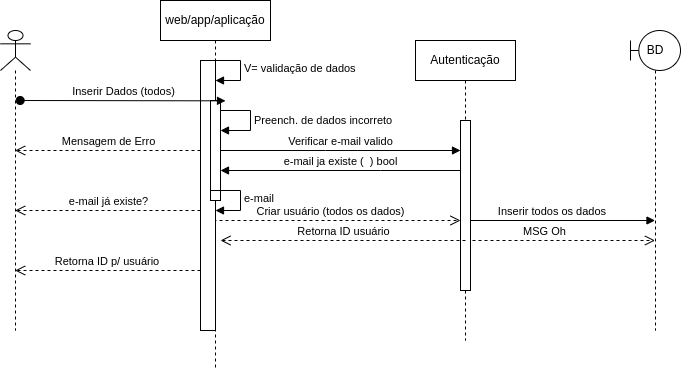 web/app/aplicação
BD
Autenticação
V= validação de dados
Inserir Dados (todos)
Preench. de dados incorreto
Mensagem de Erro
Verificar e-mail valido
e-mail ja existe (  ) bool
e-mail já existe?
e-mail
Criar usuário (todos os dados)
Inserir todos os dados
Retorna ID usuário
MSG Oh
Retorna ID p/ usuário